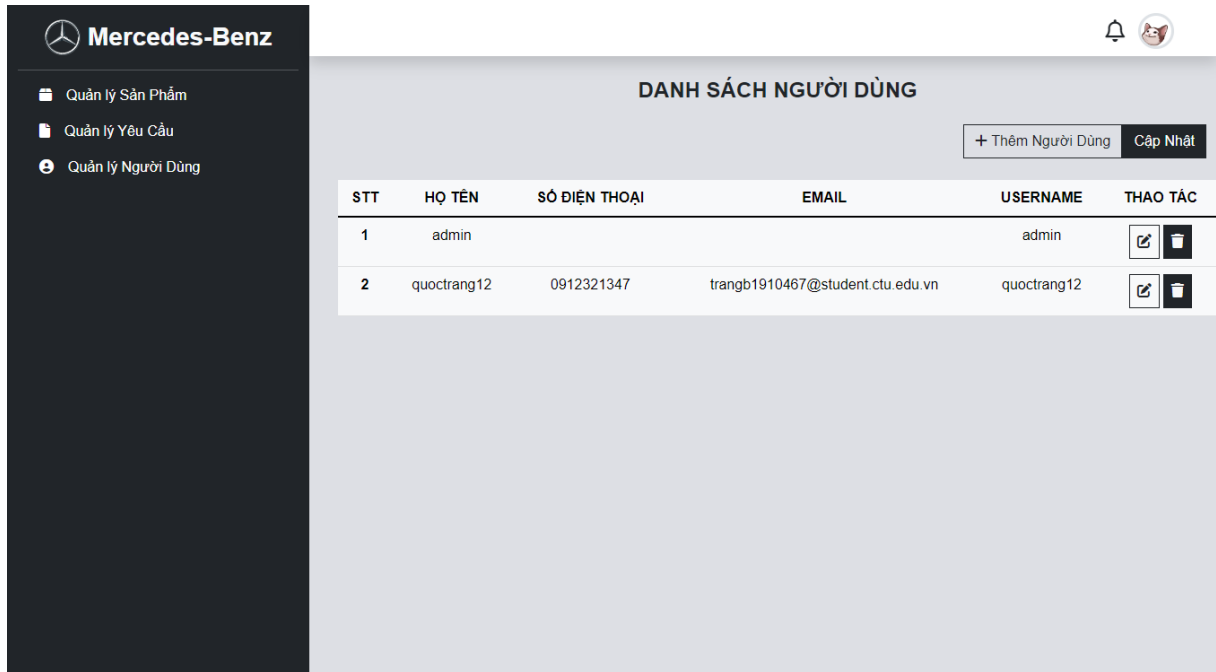 Mercedes-Benz
Quản lý Sản Phẩm
Quản lý Yêu Cầu
Quản lý Người Dùng
DANH SÁCH NGƯỜI DÙNG
+ Thêm Người Dùng Cập Nhật
STT HỌ TÊN SỐ ĐIỆN THOẠI EMAIL USERNAME THAO TÁC
1 admin admin
2 quoctrang12 0912321347 trangb1910467@student.ctu.edu.vn quoctrang12